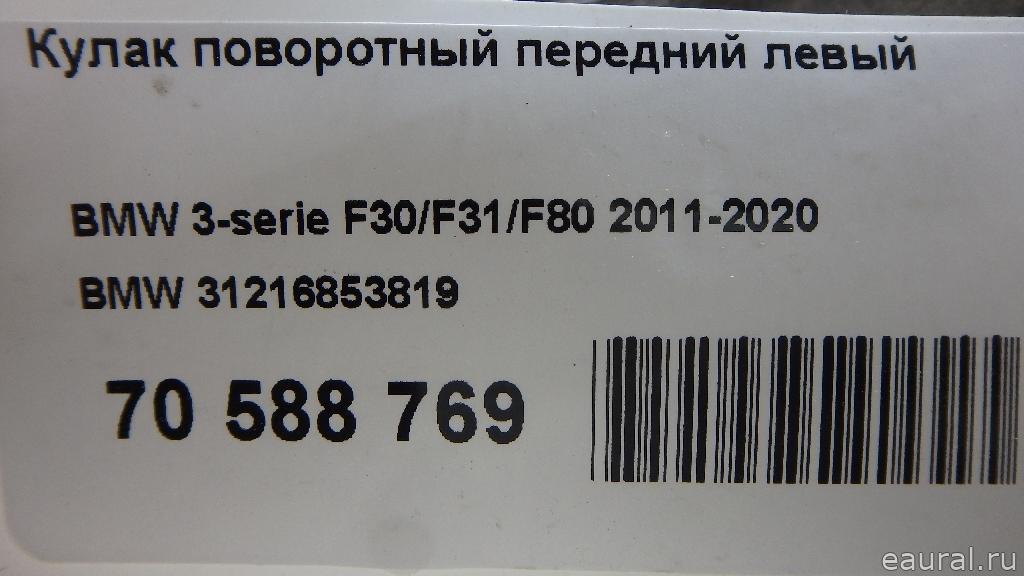 Кулак поворотный передний левый
BMW 3-serie F30/F31/F80 2011-2020
BMW 31216853819
70 588 769
eaural.ru